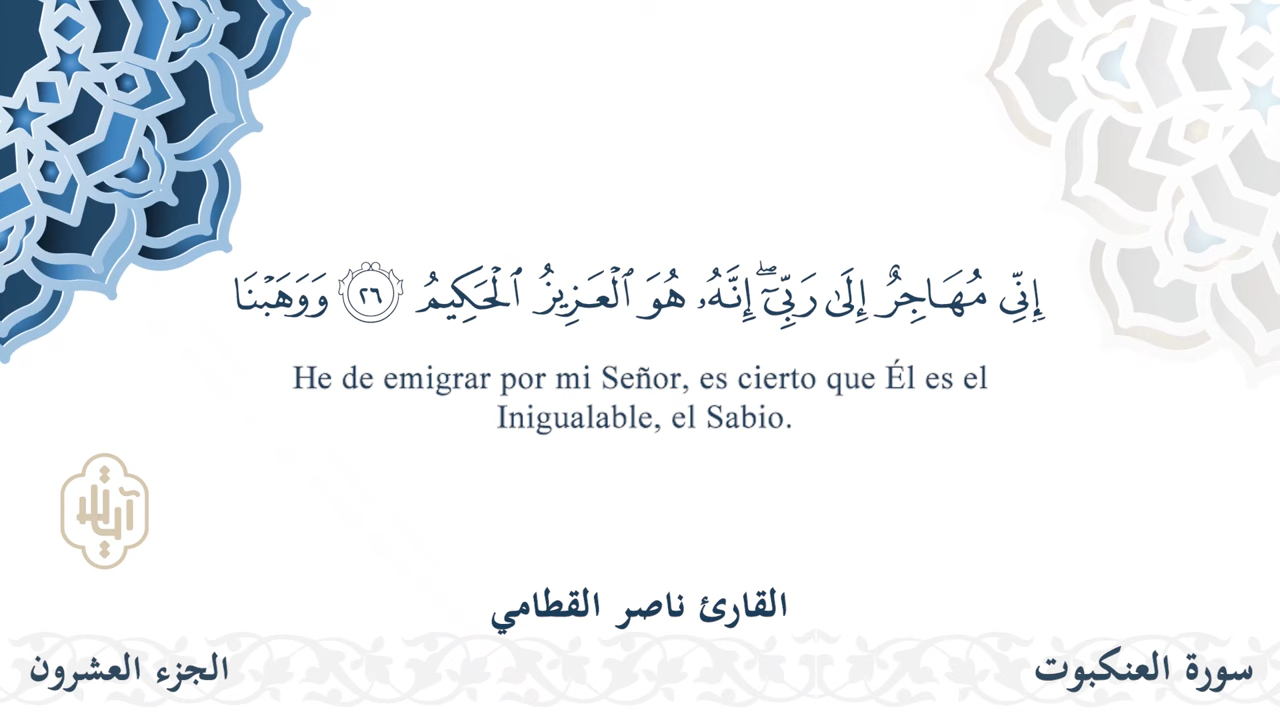 إِنِّي مُهَاجِرٌ إِلَىٰ رَبِّيٓۖ إِنَّهُۥ هُوَ ٱلۡعَزِيزُ ٱلۡحَكِيمُ ٢٦ وَوَهَبۡنَا
He de emigrar por mi Señor, es cierto que Él es el
Inigualable, el Sabio.
آيات
القارئ ناصر القطامي
سورة العنكبوت
الجزء العشرون